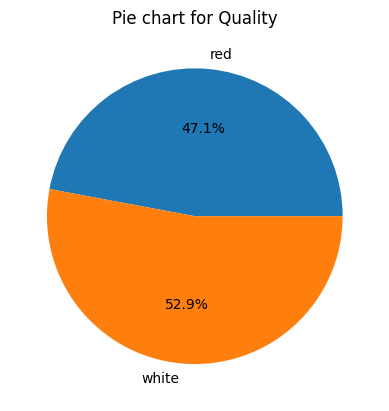 Pie chart for Quality
red
47.1%
52.9%
white